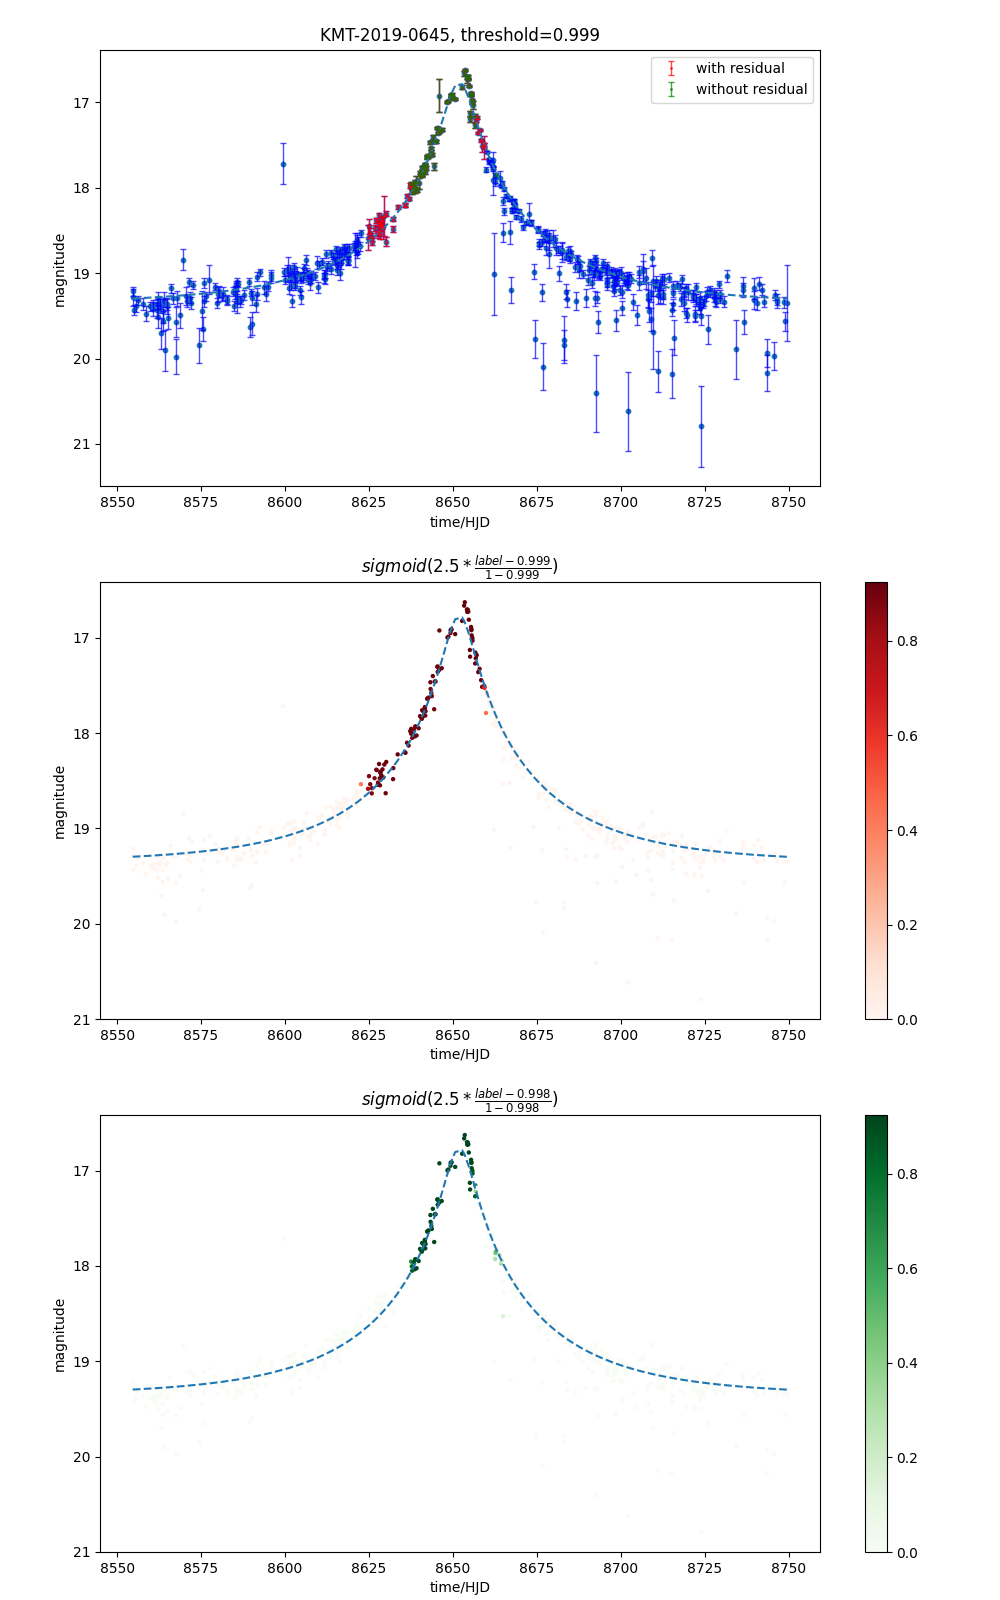 KMT-2019-0645, threshold=0.999
with residual
without residual
17
18
19
20
21
magnitude
8550 8575 8600 8625 8650 8675 8700 8725 8750
time/HJD
sigmoid(2.5 * \frac{label − 0.999}{1 − 0.999})
17
18
19
20
21
magnitude
8550 8575 8600 8625 8650 8675 8700 8725 8750
time/HJD
0.8
0.6
0.4
0.2
0.0
sigmoid(2.5 * \frac{label − 0.998}{1 − 0.998})
17
18
19
20
21
magnitude
8550 8575 8600 8625 8650 8675 8700 8725 8750
time/HJD
0.8
0.6
0.4
0.2
0.0